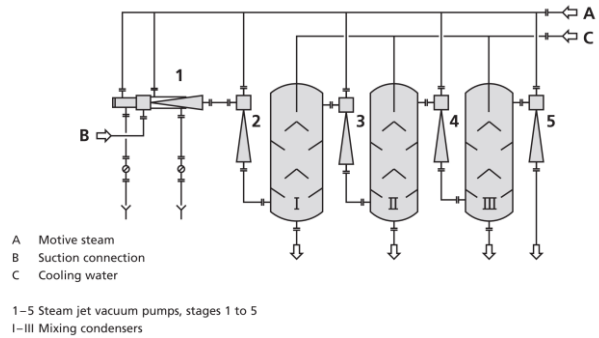 A
C
1
B
2
3
4
5
I
II
III
A Motive steam
B Suction connection
C Cooling water
1–5 Steam jet vacuum pumps, stages 1 to 5
I–III Mixing condensers